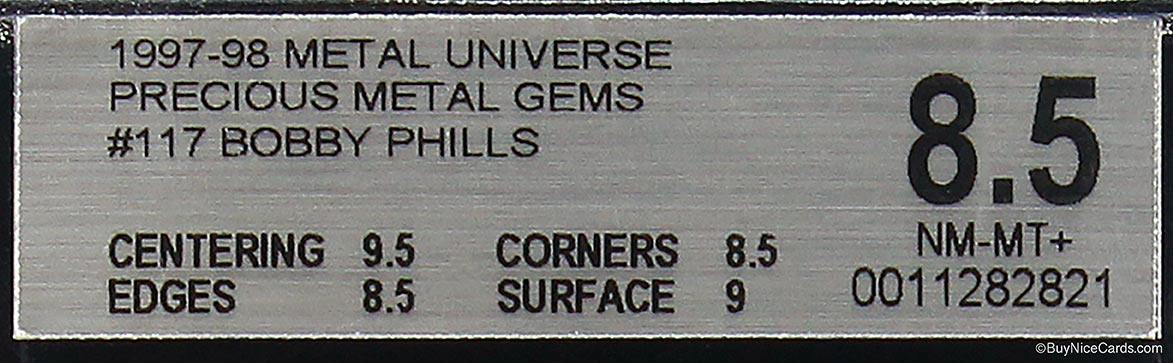 1997-98 METAL UNIVERSE
PRECIOUS METAL GEMS
#117 BOBBY PHILLS
8.5
NM-MT+
0011282821
CENTERING 9.5 CORNERS 8.5
EDGES 8.5 SURFACE 9
©BuyNiceCards.com